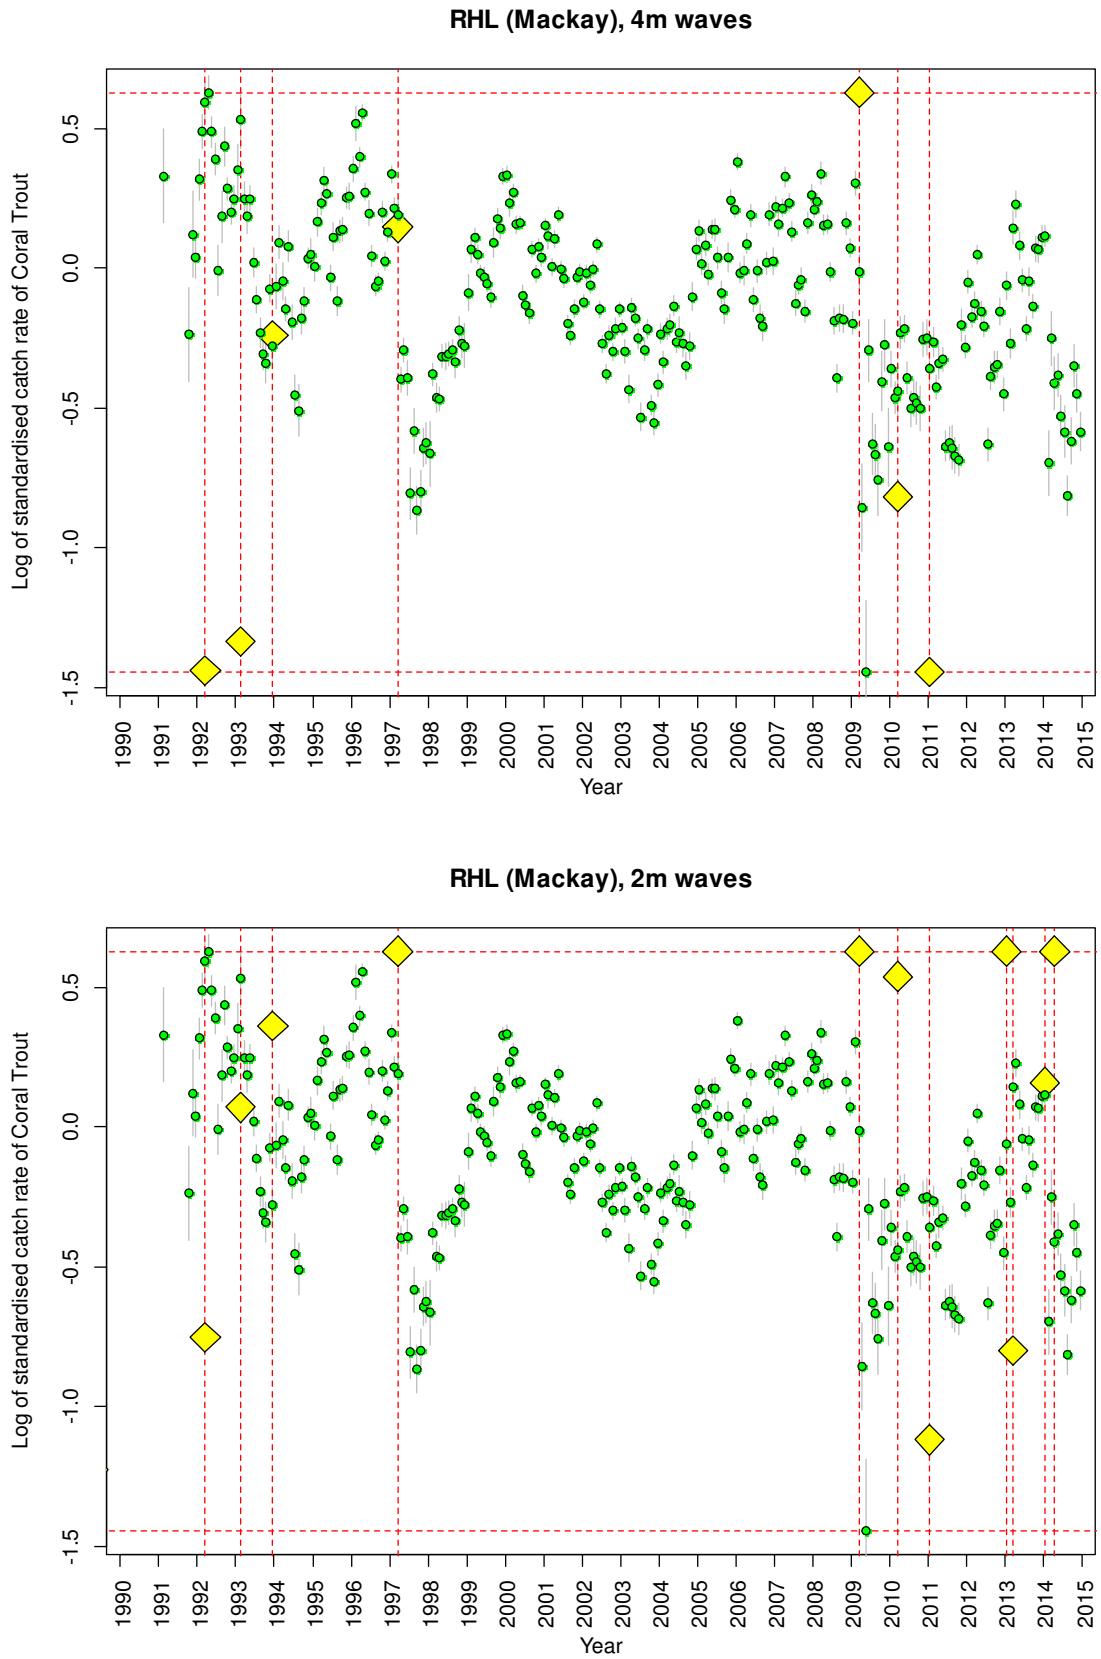 RHL (Mackay), 4m waves
Log of standardised catch rate of Coral Trout
0.5
0.0
-0.5
-1.0
-1.5
1990 1991 1992 1993 1994 1995 1996 1997 1998 1999 2000 2001 2002 2003 2004 2005 2006 2007 2008 2009 2010 2011 2012 2013 2014 2015
Year
RHL (Mackay), 2m waves
Log of standardised catch rate of Coral Trout
0.5
0.0
-0.5
-1.0
-1.5
1990 1991 1992 1993 1994 1995 1996 1997 1998 1999 2000 2001 2002 2003 2004 2005 2006 2007 2008 2009 2010 2011 2012 2013 2014 2015
Year